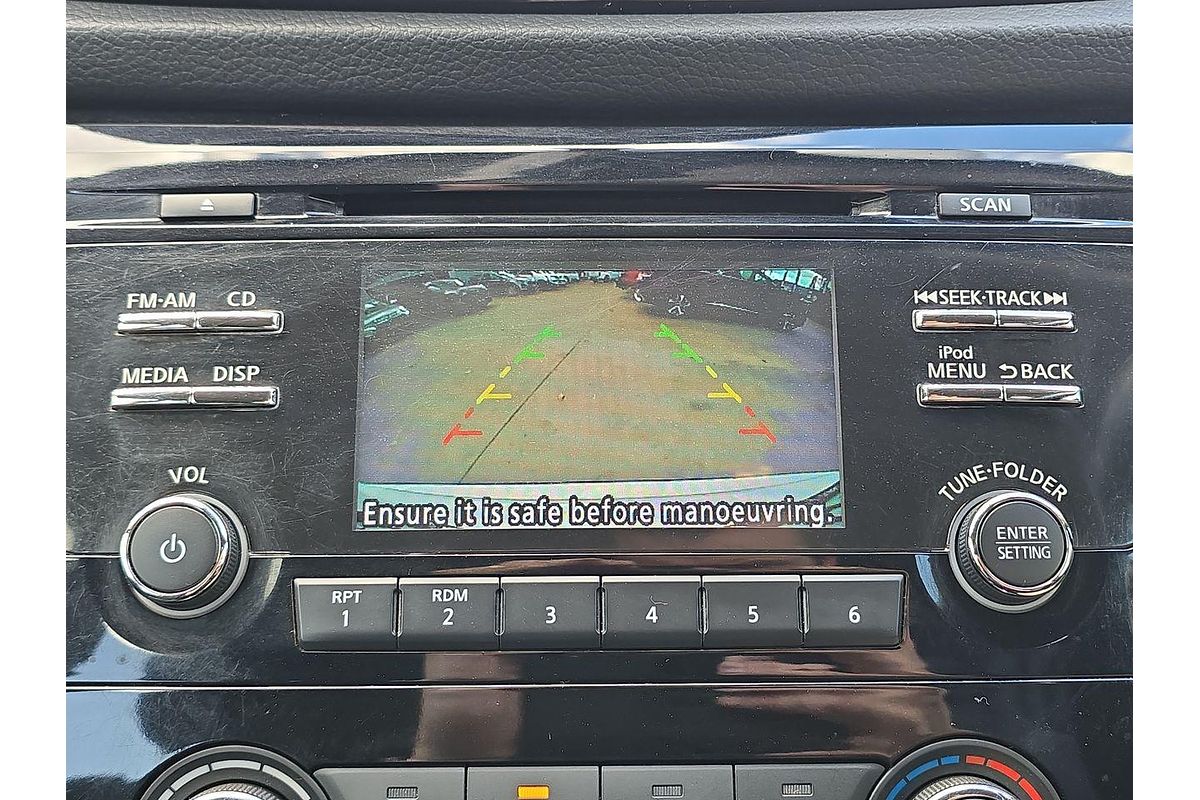 SCAN
FM·AM CD
MEDIA DISP
VOL
SEEK·TRACK
iPod
MENU BACK
TUNE·FOLDER
ENTER
SETTING
Ensure it is safe before manoeuvring.
RPT RDM
1 2 3 4 5 6